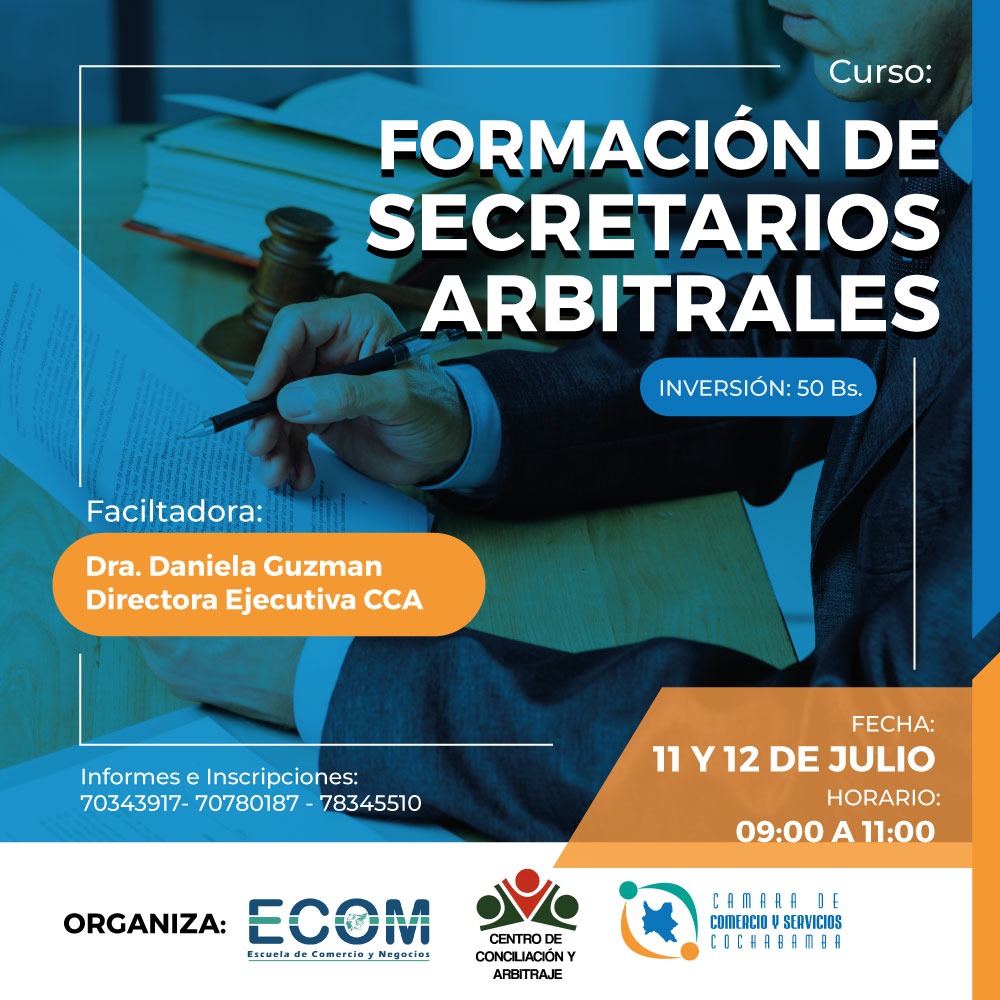 Curso:
FORMACIÓN DE
SECRETARIOS
ARBITRALES
INVERSIÓN: 50 Bs.
Faciltadora:
Dra. Daniela Guzman
Directora Ejecutiva CCA
FECHA:
11 Y 12 DE JULIO
HORARIO:
09:00 A 11:00
Informes e Inscripciones:
70343917- 70780187 - 78345510
ORGANIZA:
ECOM
Escuela de Comercio y Negocios
CENTRO DE
CONCILIACIÓN Y
ARBITRAJE
CAMARA DE
COMERCIO Y SERVICIOS
COCHABAMBA